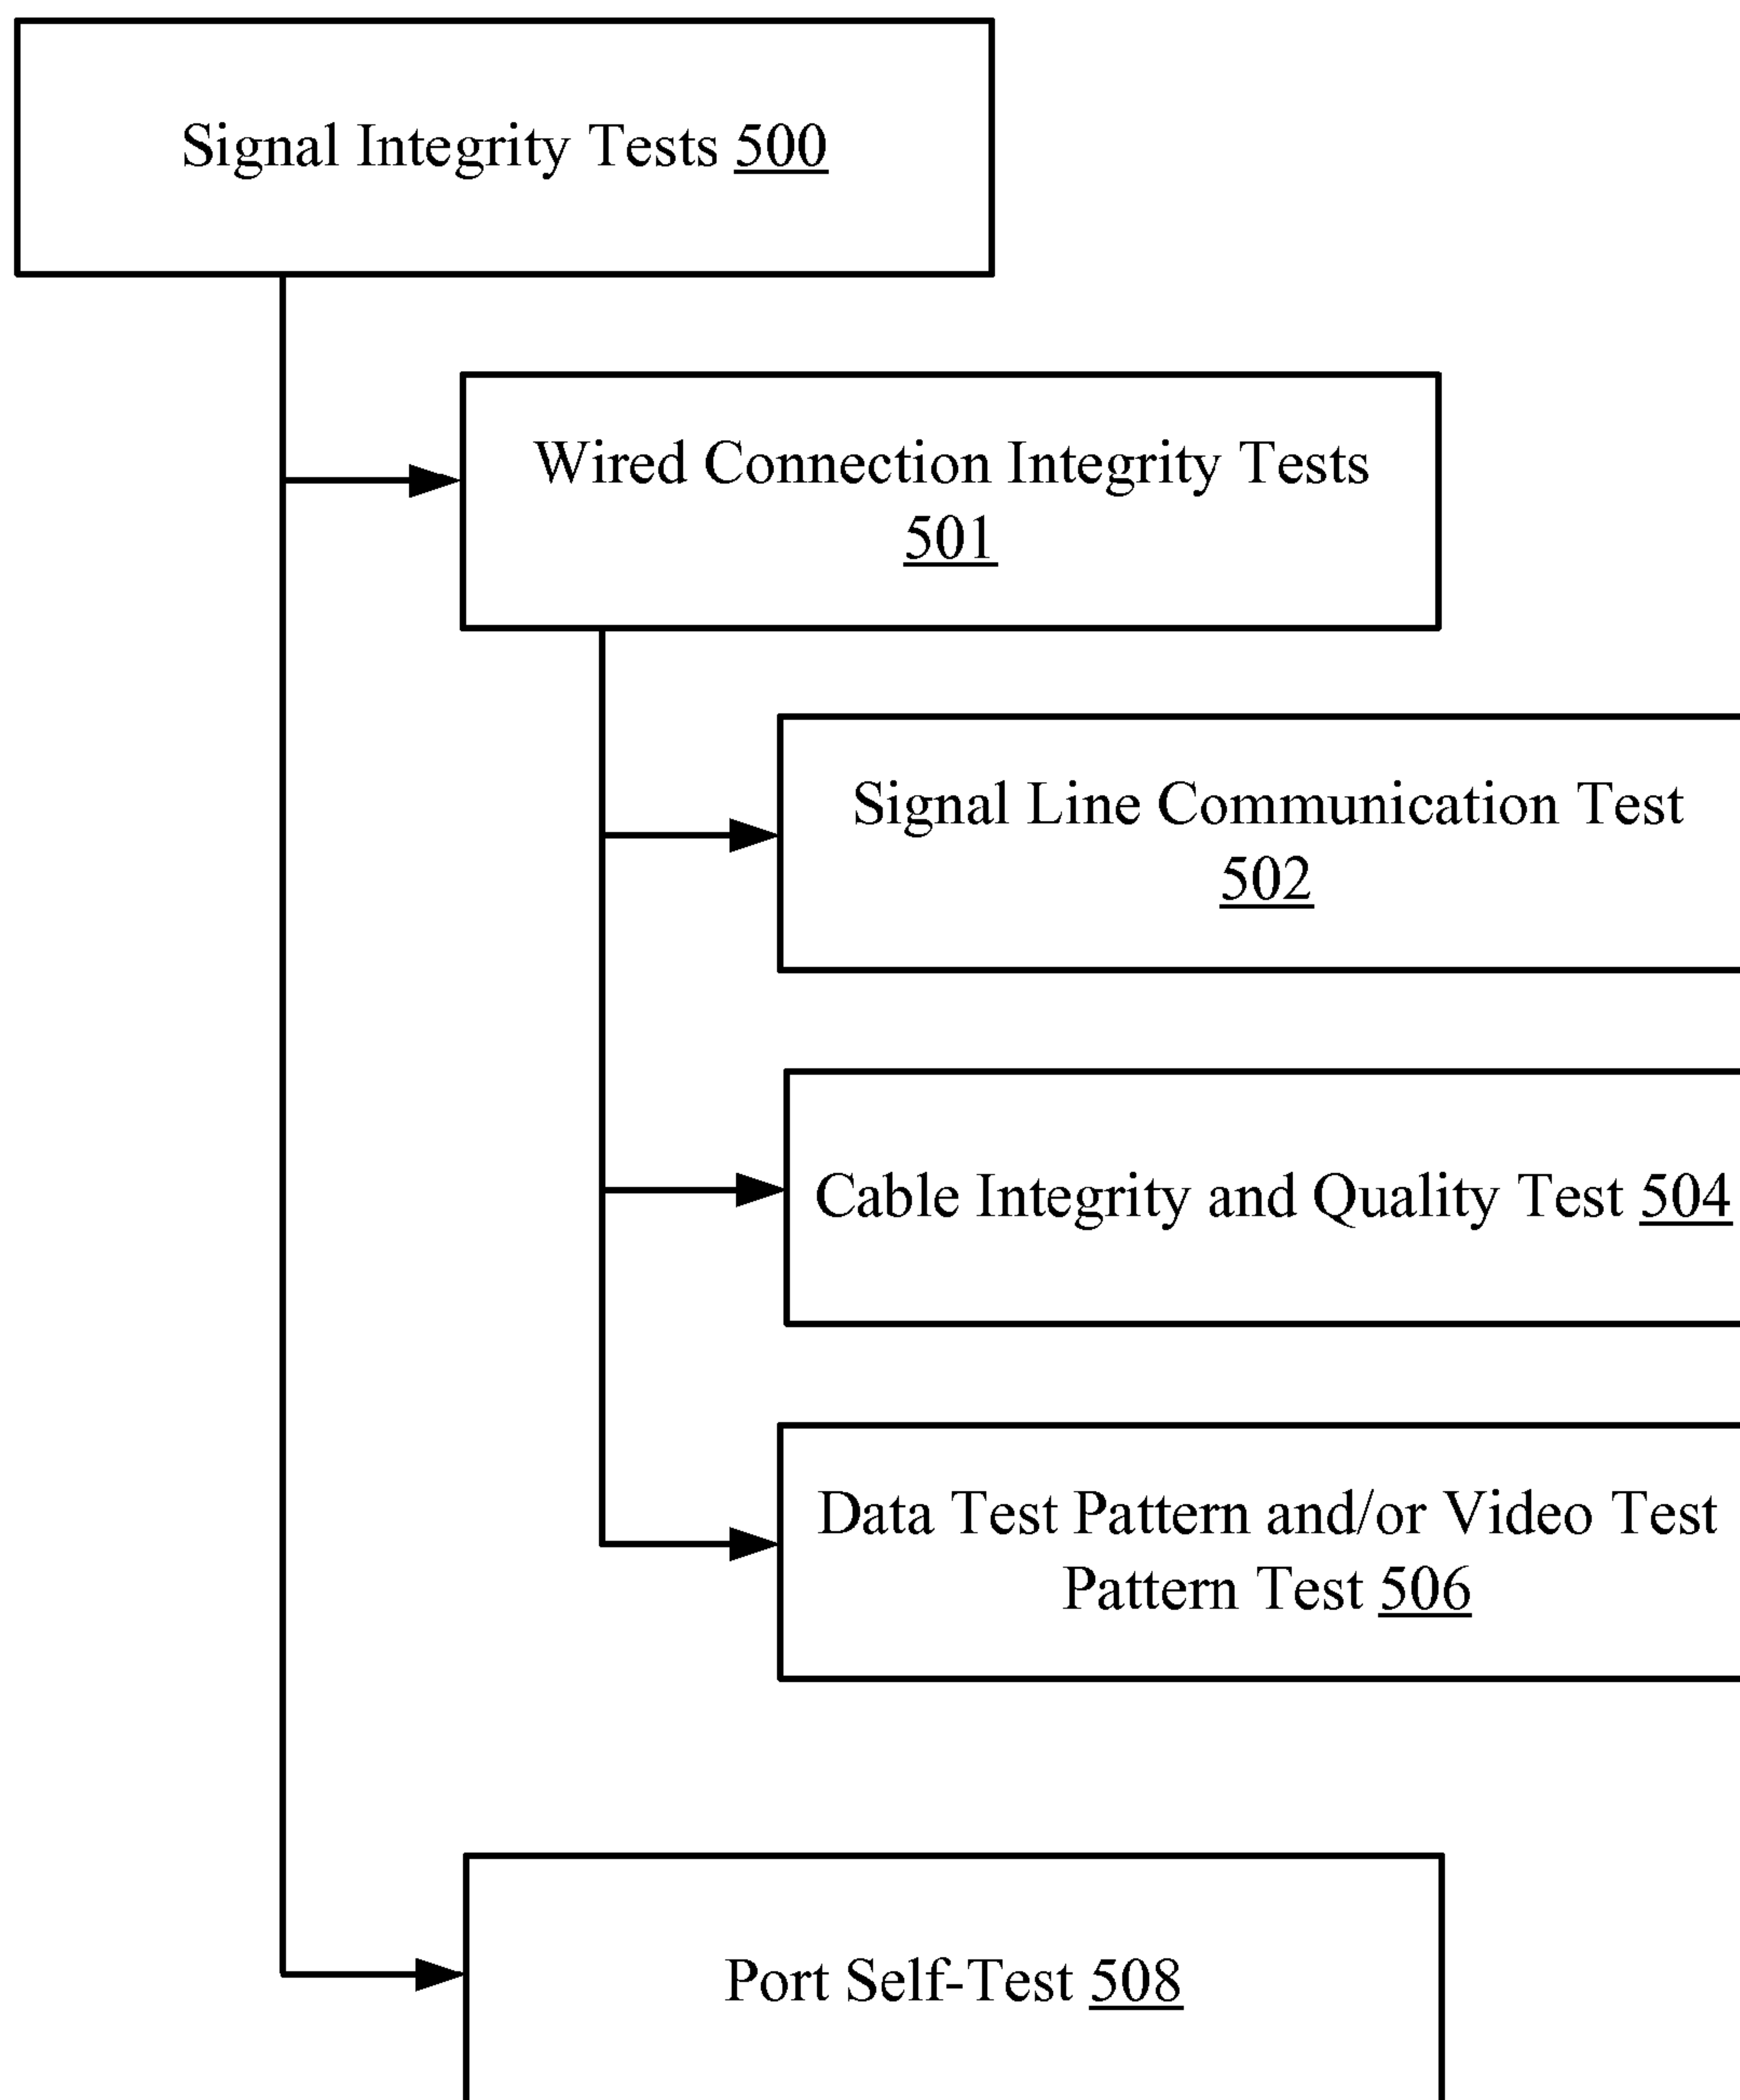 Signal Integrity Tests 500
Wired Connection Integrity Tests
501
Signal Line Communication Test
502
Cable Integrity and Quality Test 504
Data Test Pattern and/or Video Test
Pattern Test 506
Port Self-Test 508